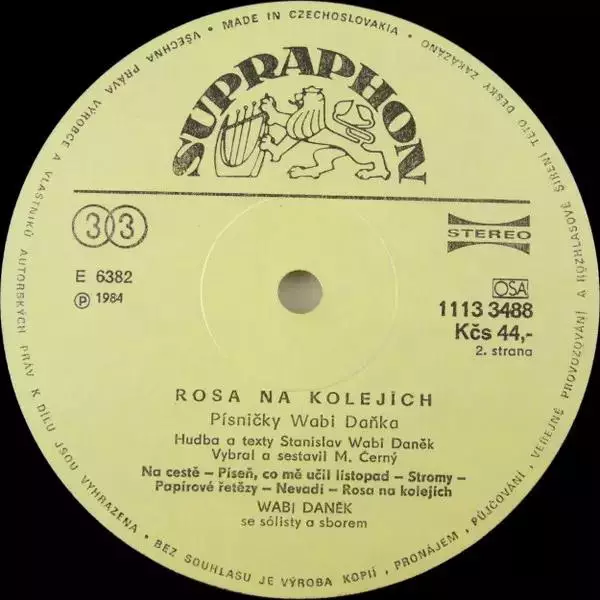 VŠECHNA PRÁVA VÝROBCE A VLASTNÍKŮ AUTORSKÝCH PRÁV K DÍLU JSOU VYHRAZENA • BEZ SOUHLASU JE VÝROBA KOPIÍ, PRONÁJEM, PŮJČOVÁNÍ, VEŘEJNÉ PROVOZOVÁNÍ A ROZHLASOVÉ ŠÍŘENÍ TÉTO DESKY ZAKÁZÁNO • MADE IN CZECHOSLOVAKIA •
SUPRAPHON
33
STEREO
E 6382
Ⓟ 1984
OSA
1113 3488
Kčs 44,-
2. strana
ROSA NA KOLEJÍCH
Písničky Wabi Daňka
Hudba a texty Stanislav Wabi Daněk
Vybral a sestavil M. Černý
Na cestě – Píseň, co mě učil listopad – Stromy –
Papírové řetězy – Nevadí – Rosa na kolejích
WABI DANĚK
se sólisty a sborem